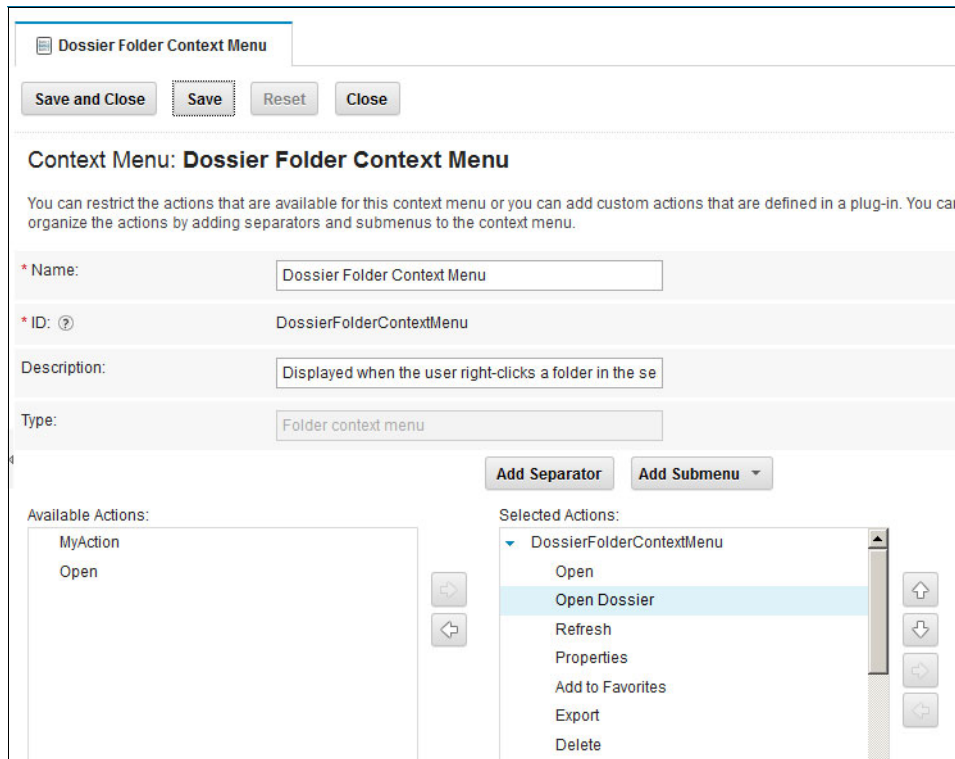 Dossier Folder Context Menu
Save and Close Save Reset Close
Context Menu: Dossier Folder Context Menu
You can restrict the actions that are available for this context menu or you can add custom actions that are defined in a plug-in. You can
organize the actions by adding separators and submenus to the context menu.
* Name: Dossier Folder Context Menu
* ID: ? DossierFolderContextMenu
Description: Displayed when the user right-clicks a folder in the se
Type: Folder context menu
Add Separator Add Submenu
Available Actions: Selected Actions:
MyAction DossierFolderContextMenu
Open Open
Open Dossier
Refresh
Properties
Add to Favorites
Export
Delete